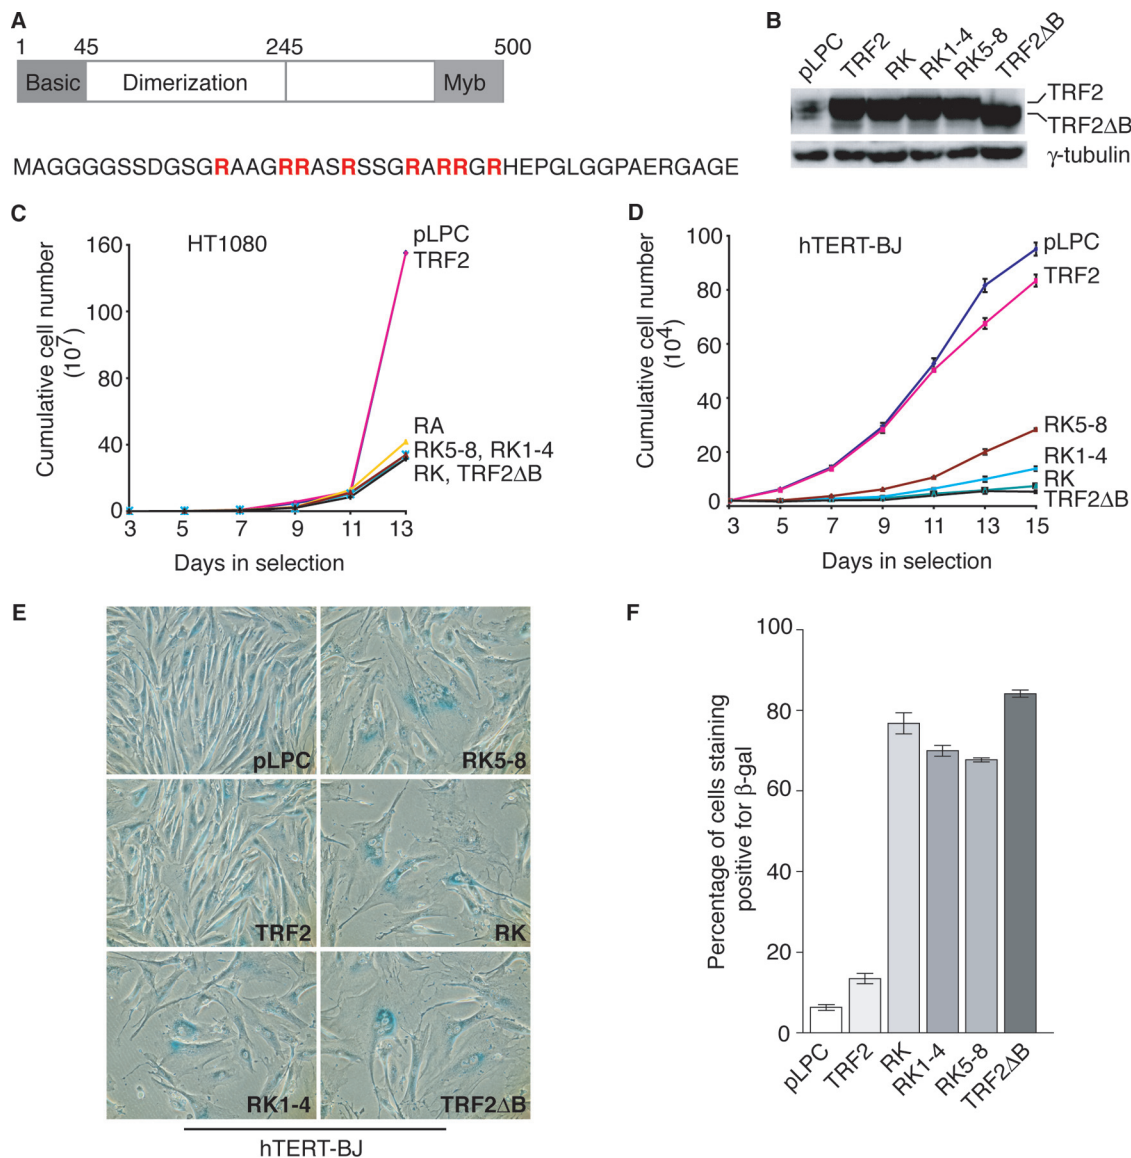 A
1 45 245 500
Basic Dimerization Myb
MAGGGGSSDGSGRAAGRRASRSSGRARRGRHEPGLGGPAERGAGE
B
pLPC TRF2 RK RK1-4 RK5-8 TRF2ΔB
TRF2
TRF2ΔB
γ-tubulin
C
HT1080
Cumulative cell number
(10⁷)
160
100
80
40
0
3 5 7 9 11 13
Days in selection
pLPC
TRF2
RA
RK5-8, RK1-4
RK, TRF2ΔB
D
hTERT-BJ
Cumulative cell number
(10⁴)
100
80
60
40
20
0
3 5 7 9 11 13 15
Days in selection
pLPC
TRF2
RK5-8
RK1-4
RK
TRF2ΔB
E
pLPC RK5-8
TRF2 RK
RK1-4 TRF2ΔB
hTERT-BJ
F
Percentage of cells staining
positive for β-gal
100
80
60
40
20
0
pLPC TRF2 RK RK1-4 RK5-8 TRF2ΔB